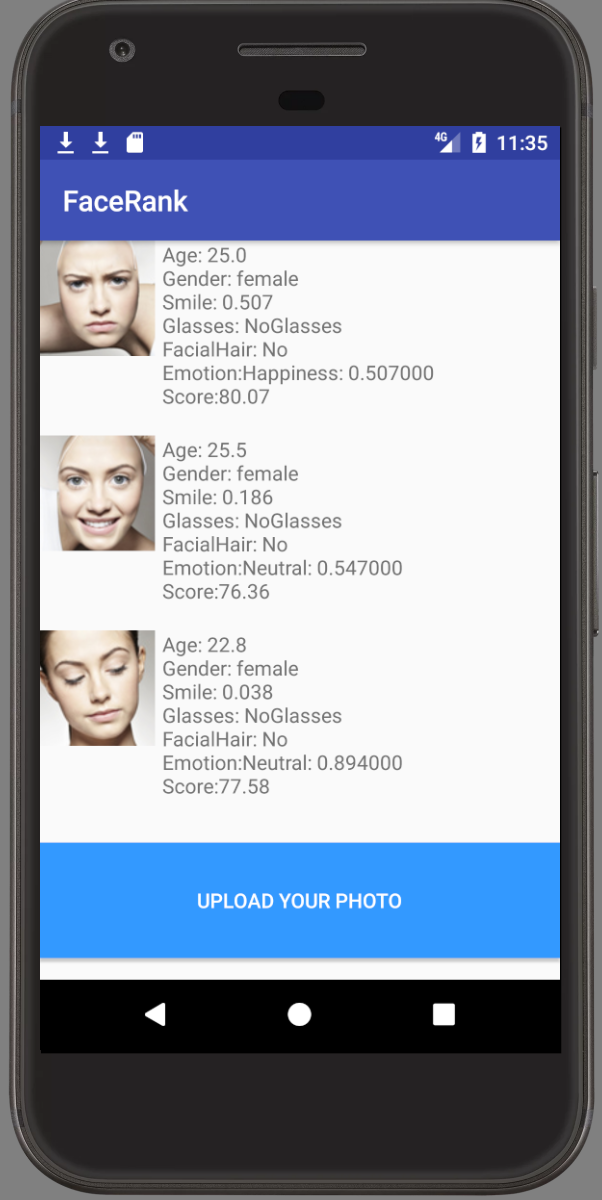 4G 11:35
FaceRank
Age: 25.0
Gender: female
Smile: 0.507
Glasses: NoGlasses
FacialHair: No
Emotion:Happiness: 0.507000
Score:80.07
Age: 25.5
Gender: female
Smile: 0.186
Glasses: NoGlasses
FacialHair: No
Emotion:Neutral: 0.547000
Score:76.36
Age: 22.8
Gender: female
Smile: 0.038
Glasses: NoGlasses
FacialHair: No
Emotion:Neutral: 0.894000
Score:77.58
UPLOAD YOUR PHOTO